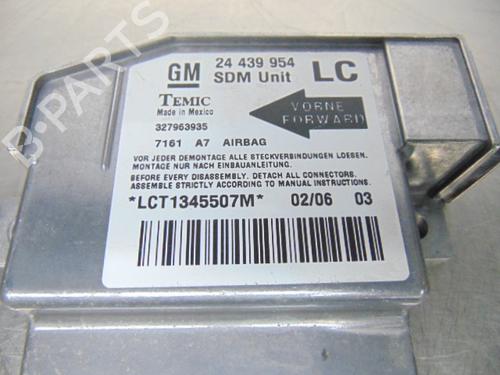 GM
24 439 954
SDM Unit
LC
TEMIC
Made in Mexico
327963935
7161 A7 AIRBAG
VORNE
FORWARD
VOR JEDER DEMONTAGE ALLE STECKVERBINDUNGEN LOESEN.
MONTAGE NUR NACH EINBAUANLEITUNG.
BEFORE EVERY DISASSEMBLY, DETACH ALL CONNECTORS.
ASSEMBLE STRICTLY ACCORDING TO MANUAL INSTRUCTIONS.
*LCT1345507M* 02/06 03
B-PARTS